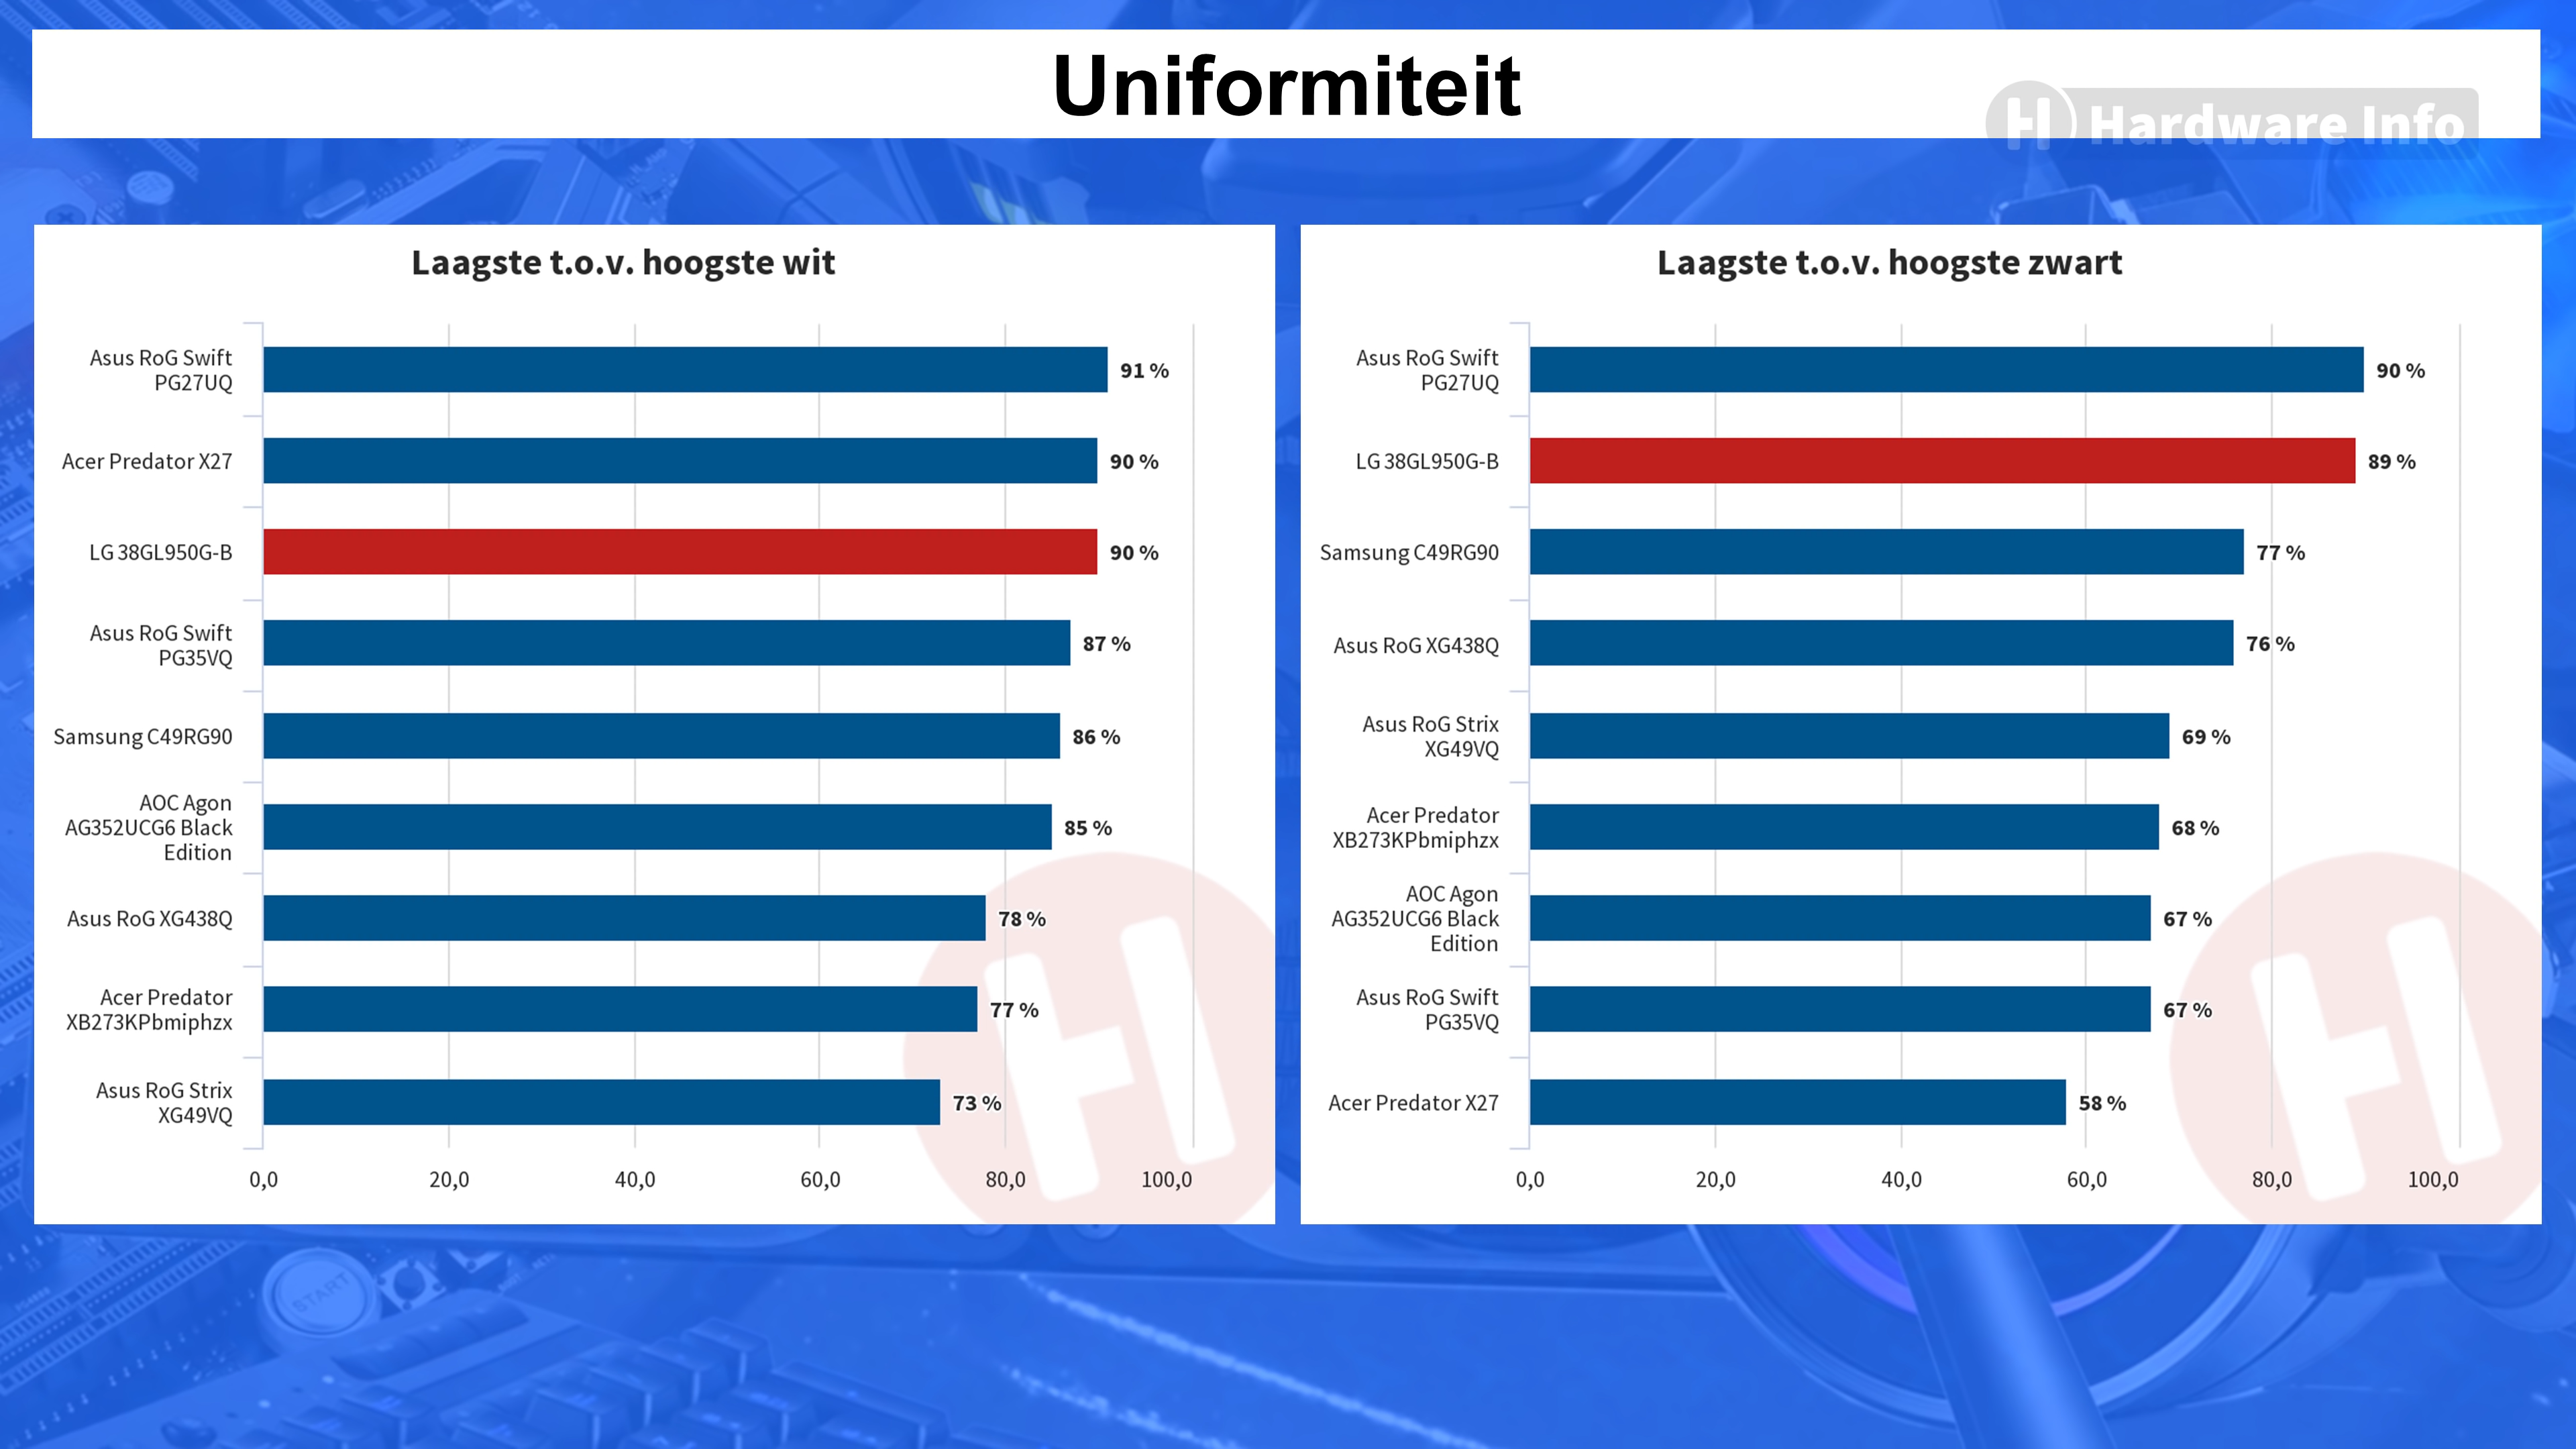 Uniformiteit
Hardware Info
Laagste t.o.v. hoogste wit
Asus RoG Swift
PG27UQ
91 %
Acer Predator X27
90 %
LG 38GL950G-B
90 %
Asus RoG Swift
PG35VQ
87 %
Samsung C49RG90
86 %
AOC Agon
AG352UCG6 Black
Edition
85 %
Asus RoG XG438Q
78 %
Acer Predator
XB273KPbmiphzx
77 %
Asus RoG Strix
XG49VQ
73 %
0,0 20,0 40,0 60,0 80,0 100,0
Laagste t.o.v. hoogste zwart
Asus RoG Swift
PG27UQ
90 %
LG 38GL950G-B
89 %
Samsung C49RG90
77 %
Asus RoG XG438Q
76 %
Asus RoG Strix
XG49VQ
69 %
Acer Predator
XB273KPbmiphzx
68 %
AOC Agon
AG352UCG6 Black
Edition
67 %
Asus RoG Swift
PG35VQ
67 %
Acer Predator X27
58 %
0,0 20,0 40,0 60,0 80,0 100,0
START